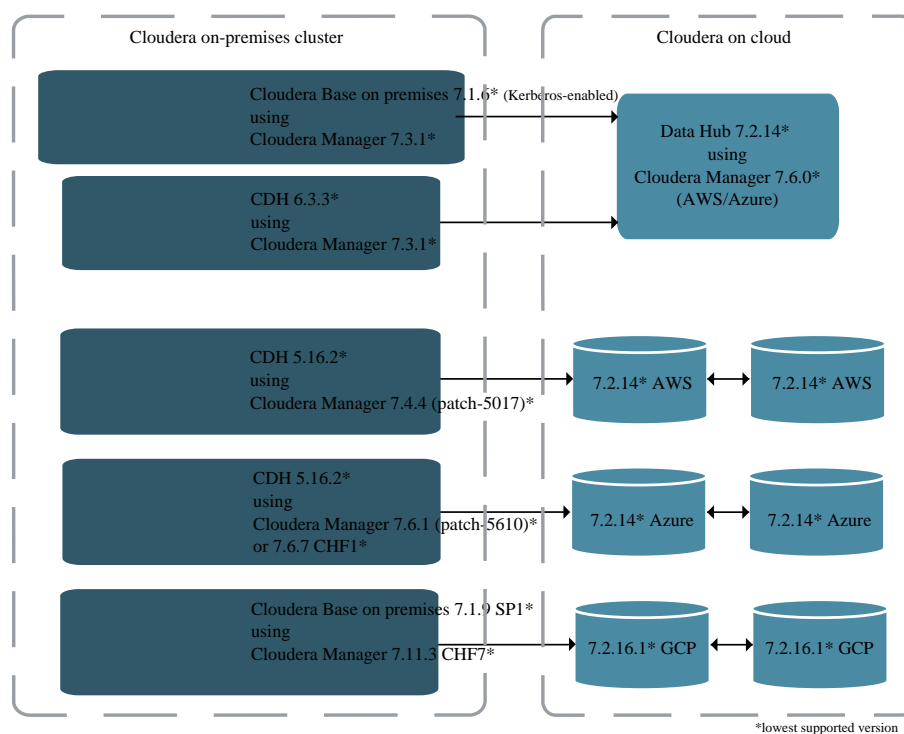 Cloudera on-premises cluster
Cloudera on cloud
Cloudera Base on premises 7.1.6* (Kerberos-enabled)
using
Cloudera Manager 7.3.1*
Data Hub 7.2.14*
using
Cloudera Manager 7.6.0*
(AWS/Azure)
CDH 6.3.3*
using
Cloudera Manager 7.3.1*
CDH 5.16.2*
using
Cloudera Manager 7.4.4 (patch-5017)*
7.2.14* AWS
7.2.14* AWS
CDH 5.16.2*
using
Cloudera Manager 7.6.1 (patch-5610)*
or 7.6.7 CHF1*
7.2.14* Azure
7.2.14* Azure
Cloudera Base on premises 7.1.9 SP1*
using
Cloudera Manager 7.11.3 CHF7*
7.2.16.1* GCP
7.2.16.1* GCP
*lowest supported version